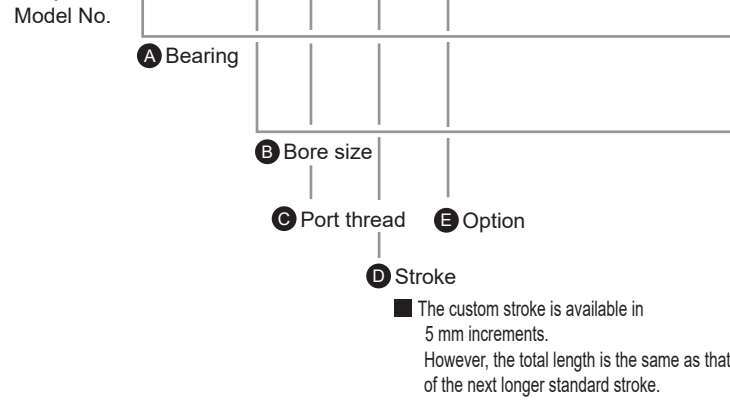 Model No.
A Bearing
B Bore size
C Port thread
E Option
D Stroke
■ The custom stroke is available in
5 mm increments.
However, the total length is the same as that
of the next longer standard stroke.